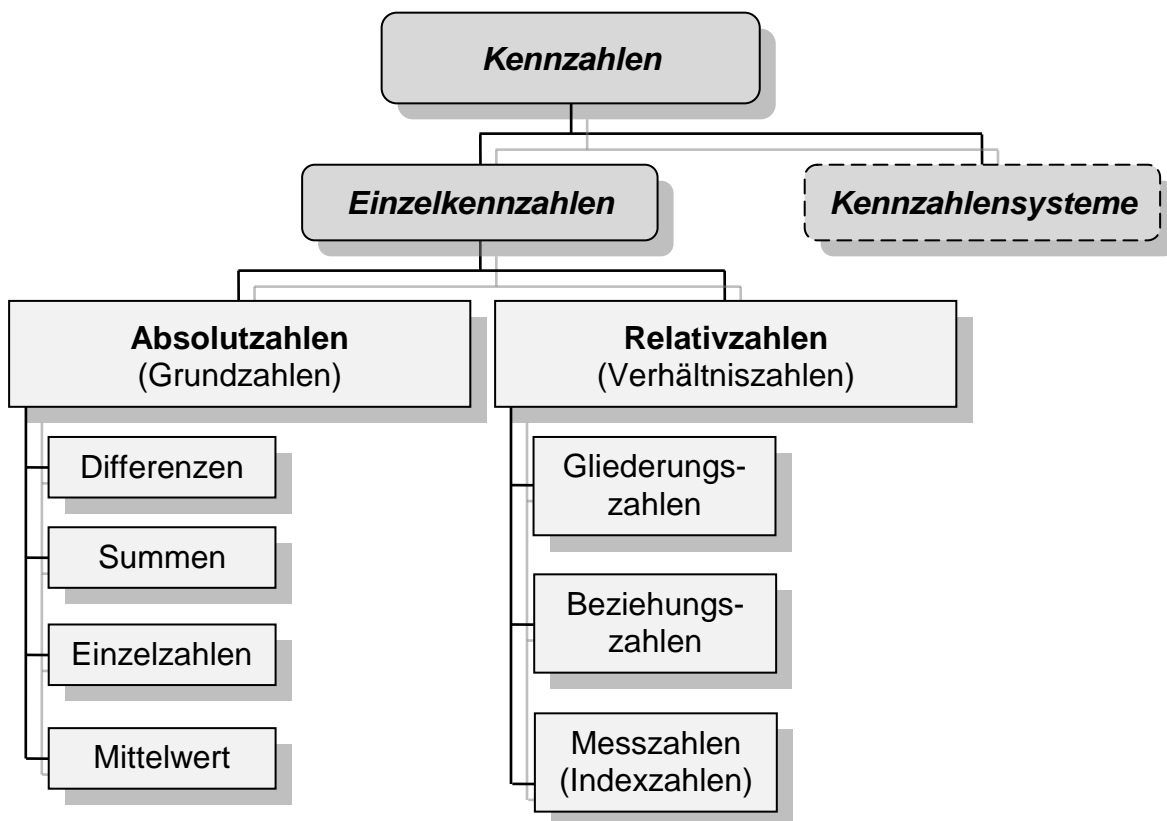 Kennzahlen
Einzelkennzahlen
Kennzahlensysteme
Absolutzahlen
(Grundzahlen)
Relativzahlen
(Verhältniszahlen)
Differenzen
Summen
Einzelzahlen
Mittelwert
Gliederungs-
zahlen
Beziehungs-
zahlen
Messzahlen
(Indexzahlen)